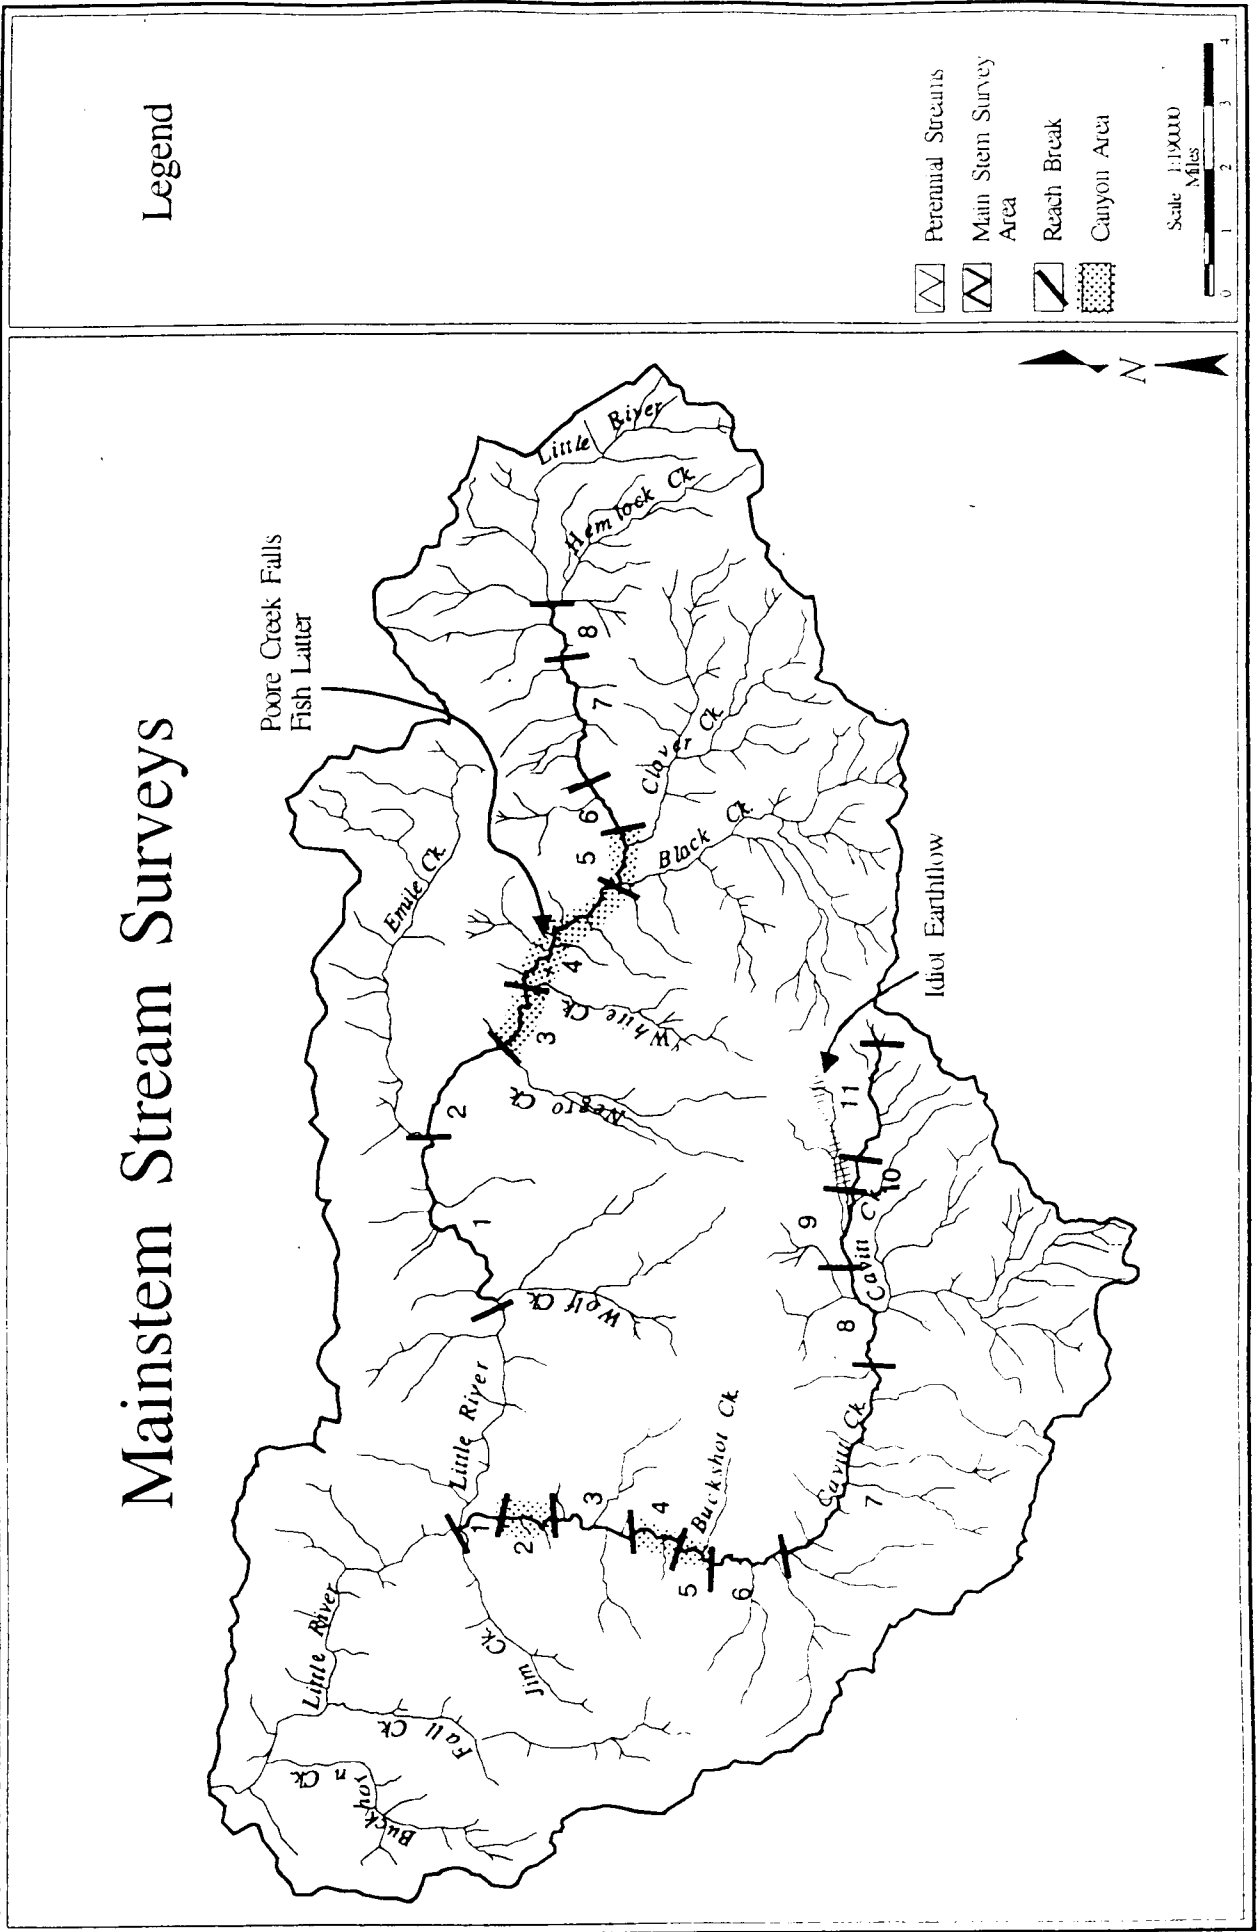 Mainstem Stream Surveys
Poore Creek Falls
Fish Latter
Little River
Hemlock Ck
Emile Ck
8
7
Clover Ck
6
5
Black Ck.
4
White Ck
3
Negro Ck
2
1
Wolf Ck
Little River
Idiot Earthflow
11
10
9
Cavitt Ck
8
Cavitt Ck
7
Buckshot Ck
1
2
3
4
5
6
Jim Ck
Little River
Fall Ck
Buckhorn Ck
N
Legend
Perennial Streams
Main Stem Survey
Area
Reach Break
Canyon Area
Scale 1:190000
Miles
0 1 2 3 4